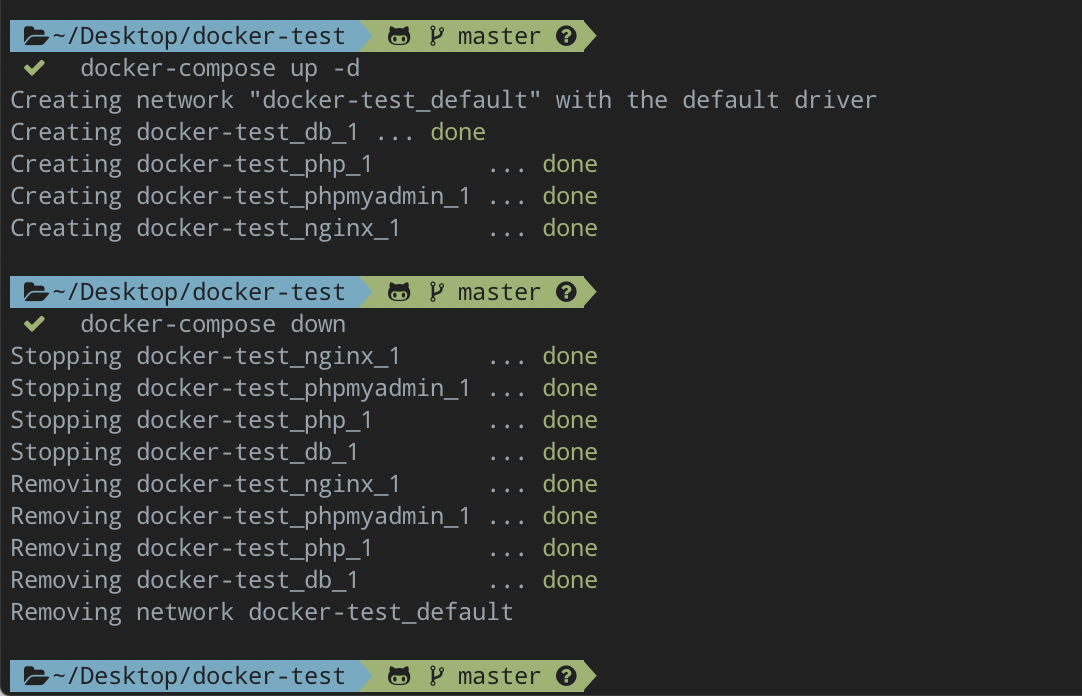 ~/Desktop/docker-test master ?
✔ docker-compose up -d
Creating network "docker-test_default" with the default driver
Creating docker-test_db_1 ... done
Creating docker-test_php_1        ... done
Creating docker-test_phpmyadmin_1 ... done
Creating docker-test_nginx_1      ... done
~/Desktop/docker-test master ?
✔ docker-compose down
Stopping docker-test_nginx_1      ... done
Stopping docker-test_phpmyadmin_1 ... done
Stopping docker-test_php_1        ... done
Stopping docker-test_db_1         ... done
Removing docker-test_nginx_1      ... done
Removing docker-test_phpmyadmin_1 ... done
Removing docker-test_php_1        ... done
Removing docker-test_db_1         ... done
Removing network docker-test_default
~/Desktop/docker-test master ?